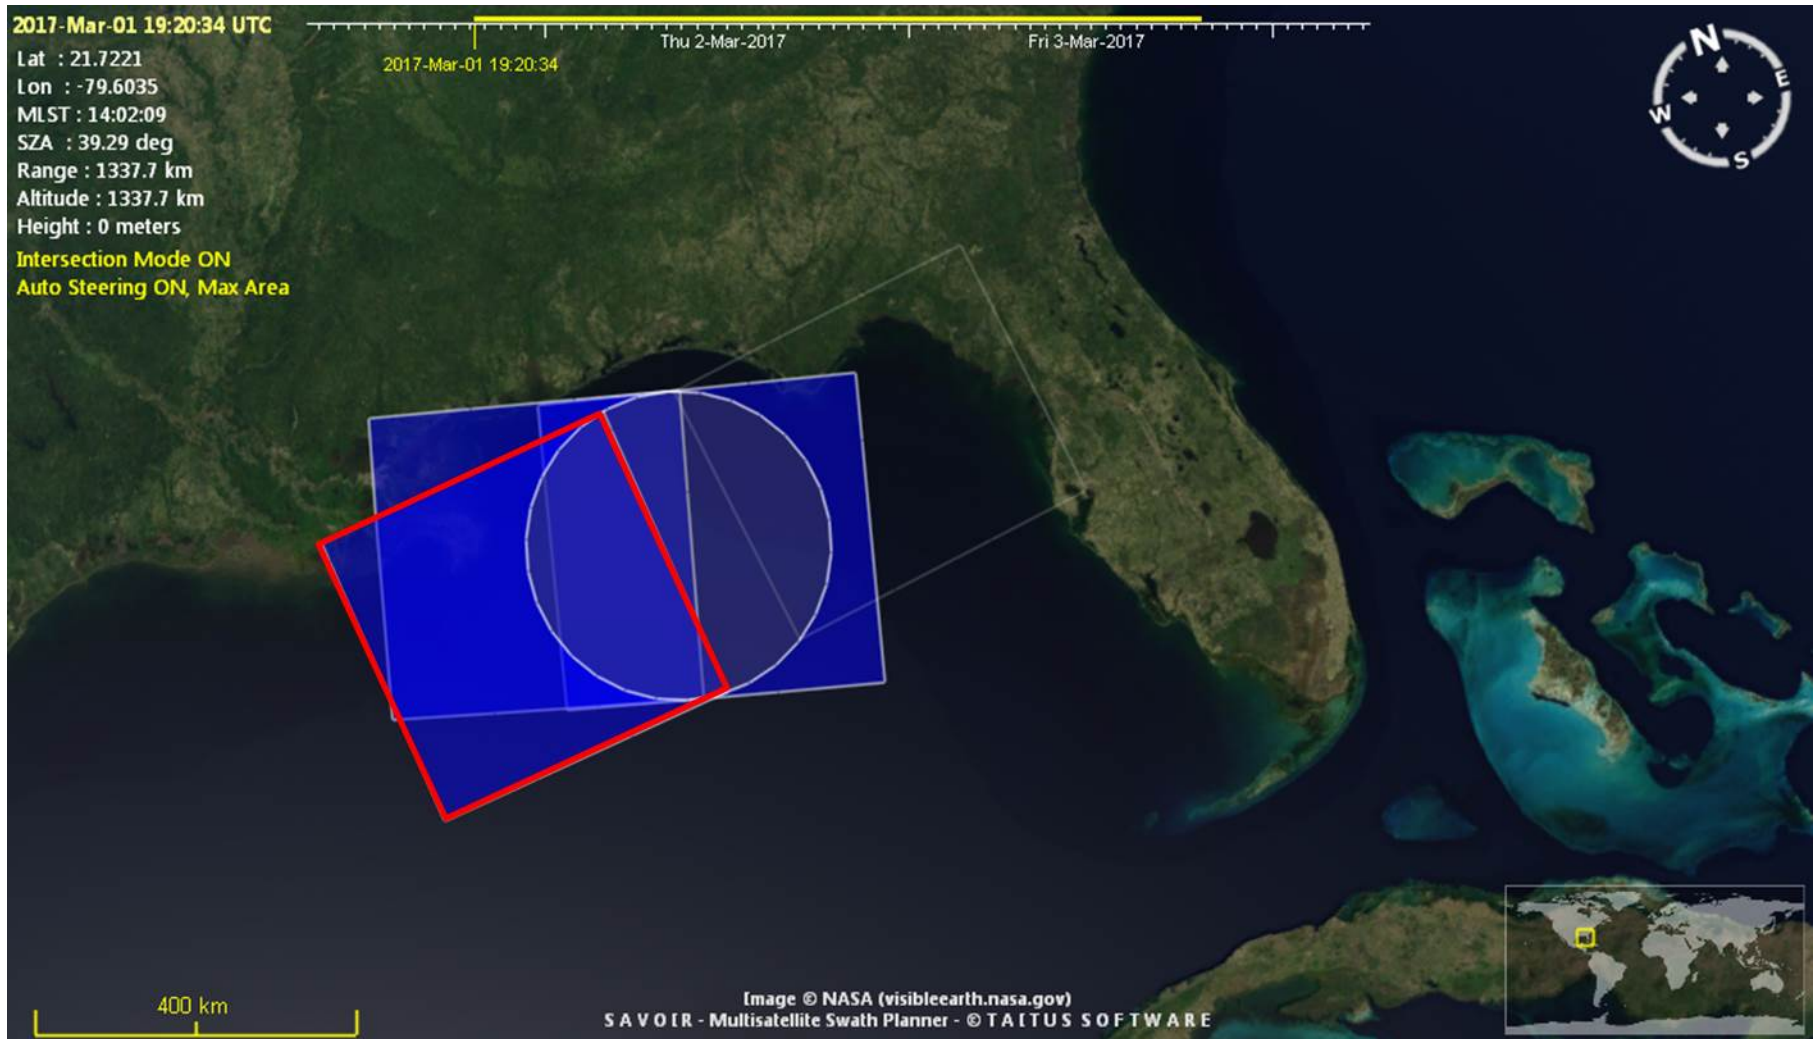 2017-Mar-01 19:20:34 UTC
Lat : 21.7221
Lon : -79.6035
MLST : 14:02:09
SZA : 39.29 deg
Range : 1337.7 km
Altitude : 1337.7 km
Height : 0 meters
Intersection Mode ON
Auto Steering ON, Max Area
Thu 2-Mar-2017
Fri 3-Mar-2017
2017-Mar-01 19:20:34
N
E
W
S
400 km
Image © NASA (visibleearth.nasa.gov)
SAVOIR - Multisatellite Swath Planner - © TAITUS SOFTWARE